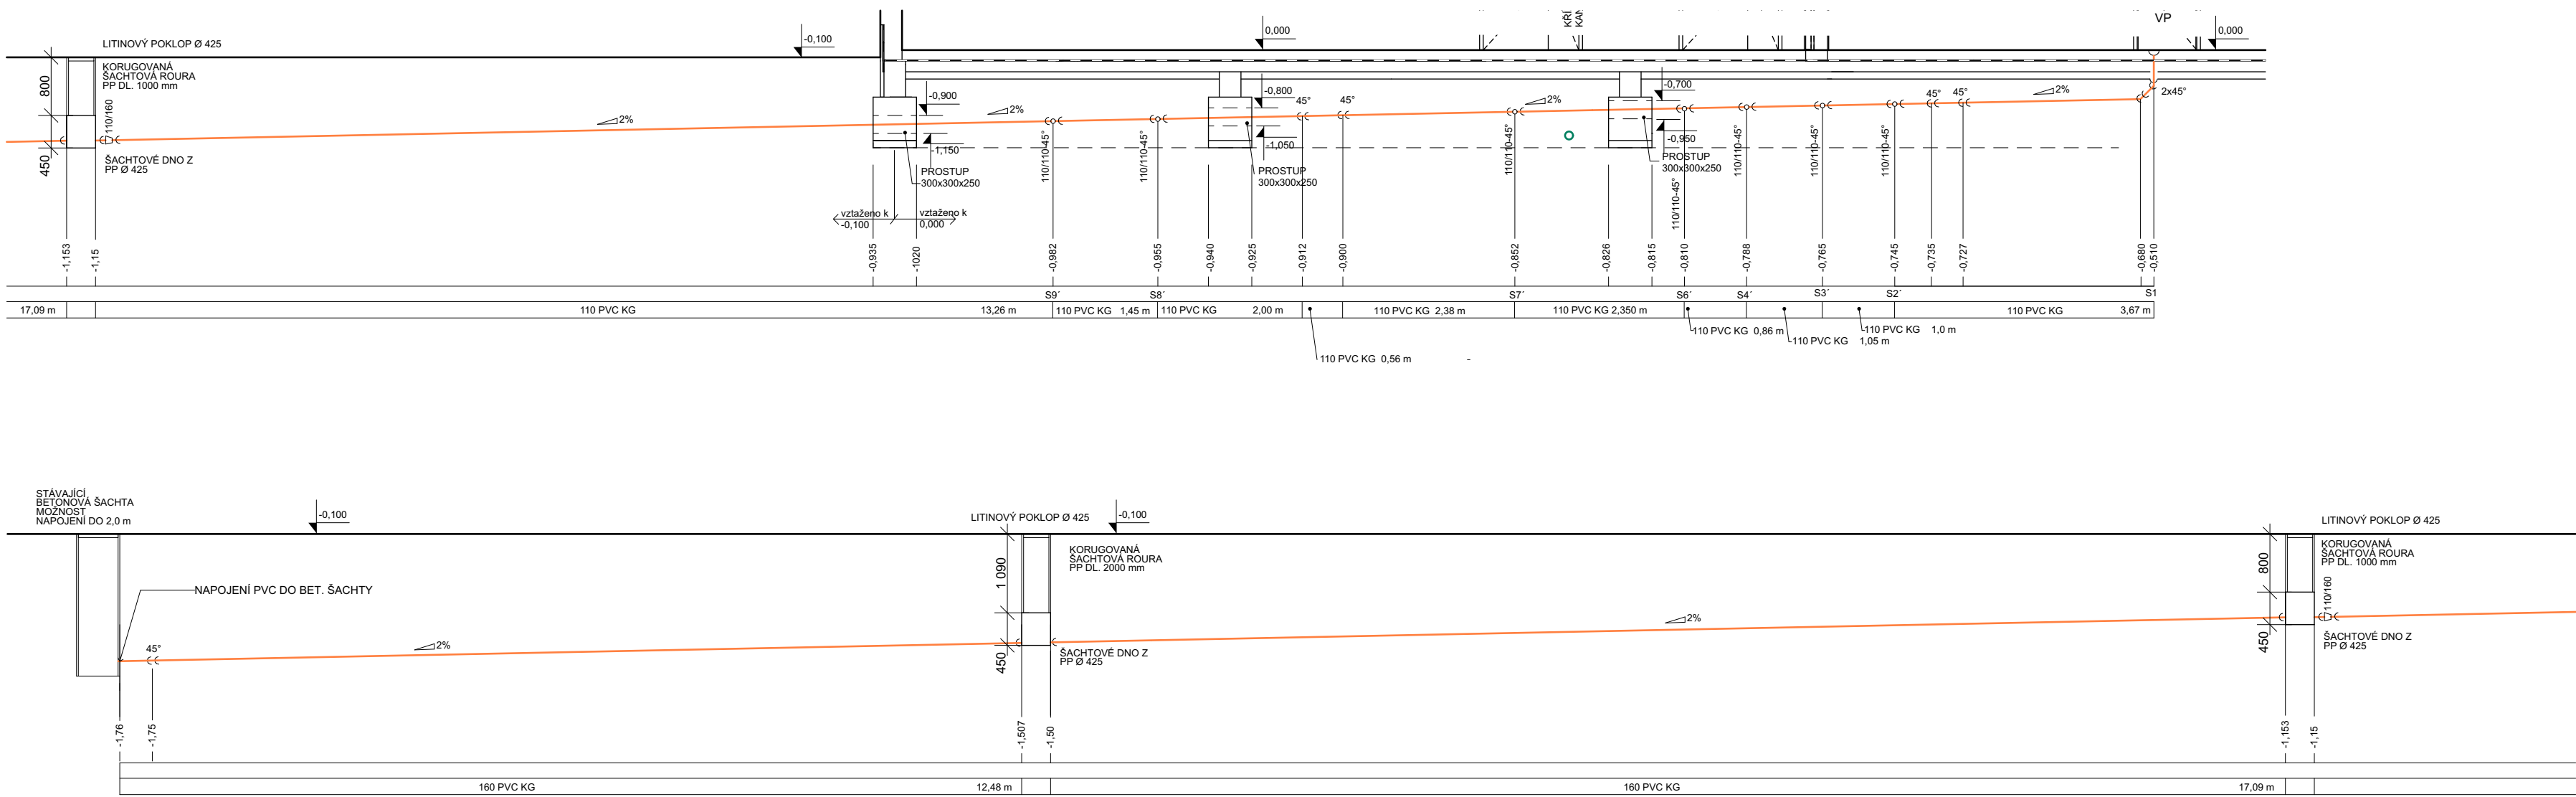 LITINOVÝ POKLOP Ø 425
KORUGOVANÁ
ŠACHTOVÁ ROURA
PP DL. 1000 mm
800
450
110/160
ŠACHTOVÉ DNO Z
PP Ø 425
2%
-0,100
-0,900
-1,150
PROSTUP
300x300x250
vztaženo k
-0,100
vztaženo k
0,000
2%
0,000
-0,800
-1,050
PROSTUP
300x300x250
45°
45°
2%
KŘÍ
KAN
-0,700
-0,950
PROSTUP
300x300x250
110/110-45°
110/110-45°
110/110-45°
110/110-45°
110/110-45°
110/110-45°
110/110-45°
45°
45°
2%
VP
0,000
2x45°
-1,153
-1,15
-0,935
-1020
-0,982
-0,955
-0,940
-0,925
-0,912
-0,900
-0,852
-0,826
-0,815
-0,810
-0,788
-0,765
-0,745
-0,735
-0,727
-0,680
-0,510
S9´
S8´
S7´
S6´
S4´
S3´
S2´
S1
17,09 m
110 PVC KG 13,26 m
110 PVC KG 1,45 m
110 PVC KG 2,00 m
110 PVC KG 2,38 m
110 PVC KG 2,350 m
110 PVC KG 3,67 m
110 PVC KG 0,86 m
110 PVC KG 1,0 m
110 PVC KG 1,05 m
110 PVC KG 0,56 m
-
STÁVAJÍCÍ
BETONOVÁ ŠACHTA
MOŽNOST
NAPOJENÍ DO 2,0 m
-0,100
NAPOJENÍ PVC DO BET. ŠACHTY
45°
2%
LITINOVÝ POKLOP Ø 425
-0,100
1 090
450
KORUGOVANÁ
ŠACHTOVÁ ROURA
PP DL. 2000 mm
ŠACHTOVÉ DNO Z
PP Ø 425
2%
LITINOVÝ POKLOP Ø 425
KORUGOVANÁ
ŠACHTOVÁ ROURA
PP DL. 1000 mm
800
450
110/160
ŠACHTOVÉ DNO Z
PP Ø 425
-1,76
-1,75
-1,507
-1,50
-1,153
-1,15
160 PVC KG 12,48 m
160 PVC KG 17,09 m